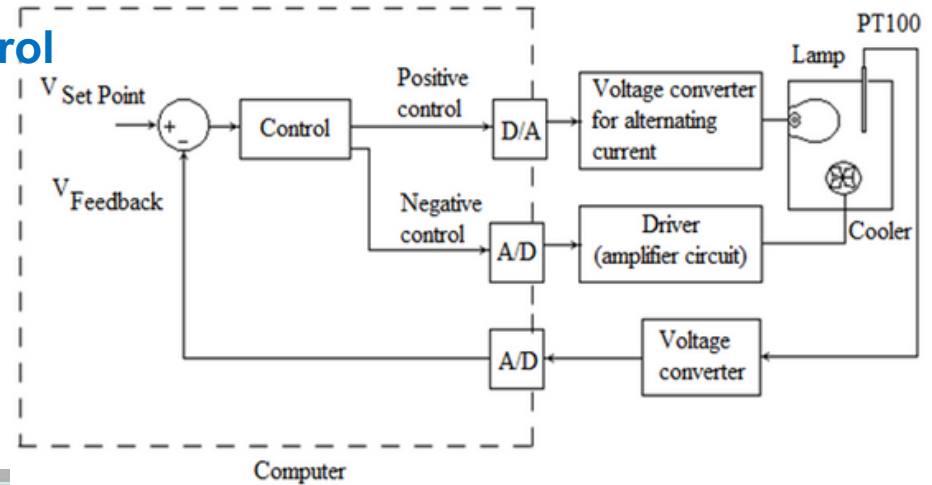 rol
PT100
Lamp
V Set Point
Positive
control
Voltage converter
for alternating
current
+
-
Control
D/A
V Feedback
Negative
control
A/D
Driver
(amplifier circuit)
Cooler
A/D
Voltage
converter
Computer